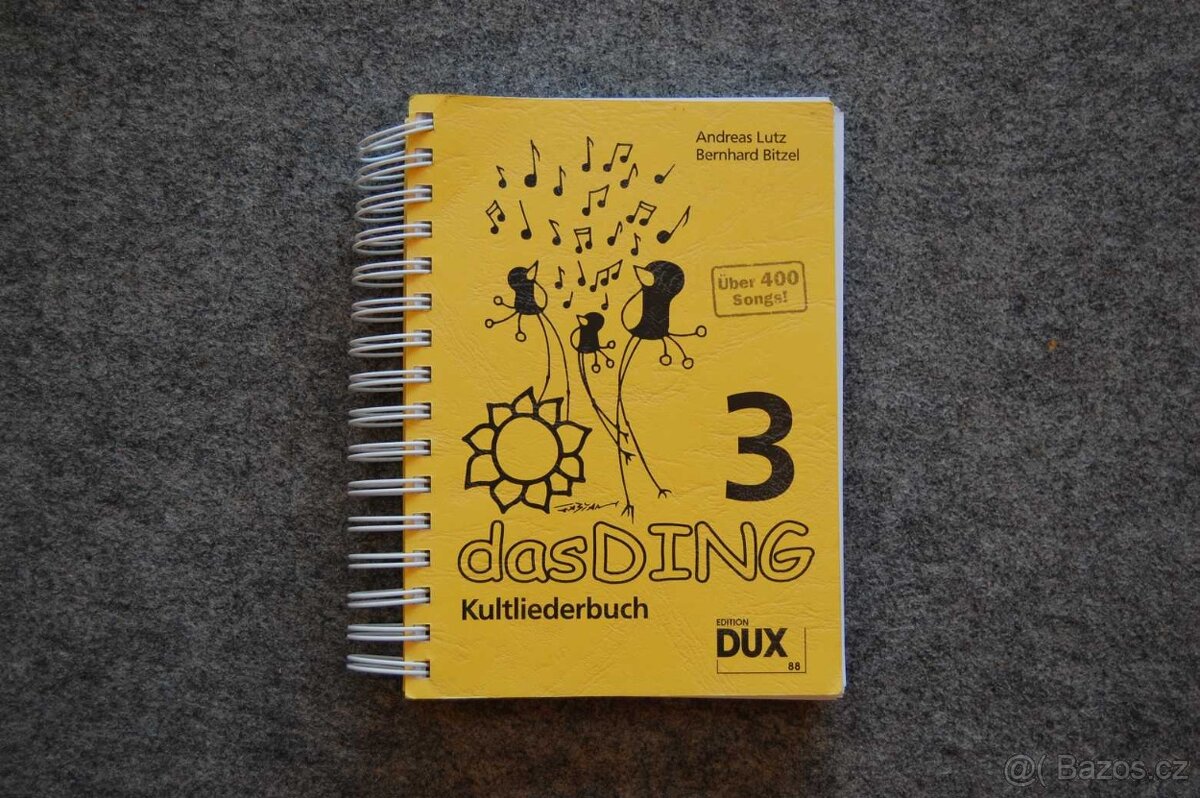 Andreas Lutz
Bernhard Bitzel
Über 400
Songs!
3
dasDING
Kultliederbuch
EDITION
DUX
88
@( Bazos.cz